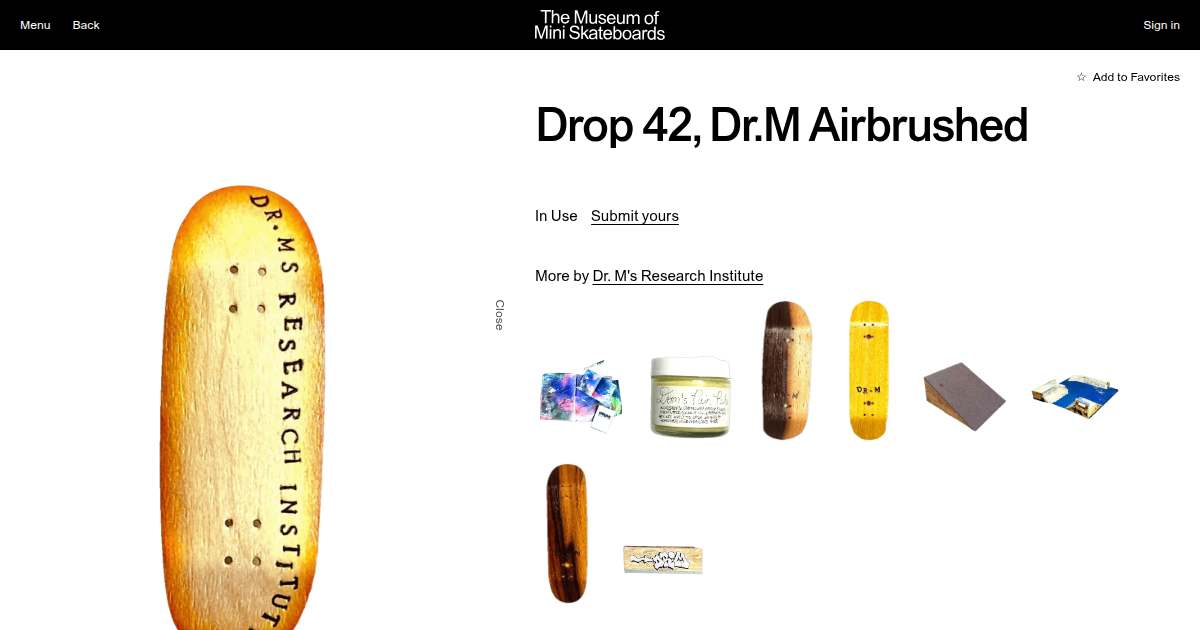 Menu
Back
The Museum of
Mini Skateboards
Sign in
☆ Add to Favorites
Drop 42, Dr.M Airbrushed
In Use
Submit yours
More by Dr. M's Research Institute
Close
DR.MS RESEARCH INSTITUT
DR.M